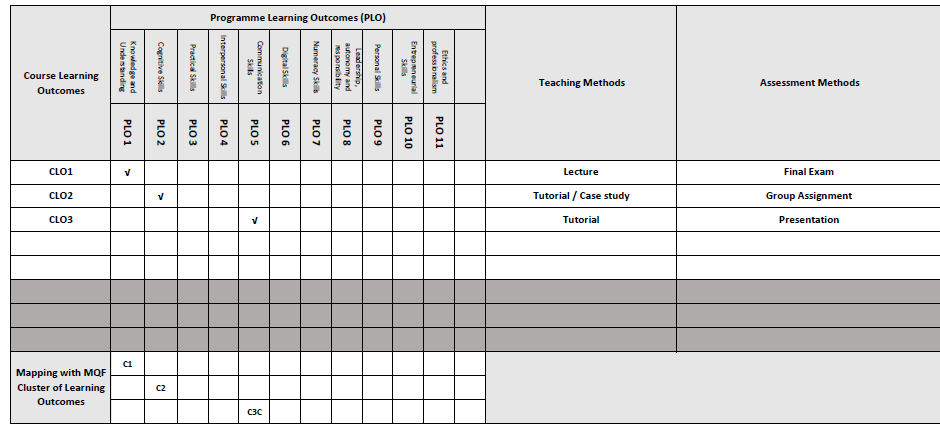 Programme Learning Outcomes (PLO)
Course Learning
Outcomes
Knowledge and
Understanding
Cognitive Skills
Practical Skills
Interpersonal Skills
Communication
Skills
Digital Skills
Numeracy Skills
Leadership,
autonomy and
responsibility
Personal Skills
Entrepreneurial
Skills
Ethics and
professionalism
Teaching Methods
Assessment Methods
PLO 1
PLO 2
PLO 3
PLO 4
PLO 5
PLO 6
PLO 7
PLO 8
PLO 9
PLO 10
PLO 11
CLO1 √ Lecture Final Exam
CLO2 √ Tutorial / Case study Group Assignment
CLO3 √ Tutorial Presentation
Mapping with MQF
Cluster of Learning
Outcomes
C1
C2
C3C